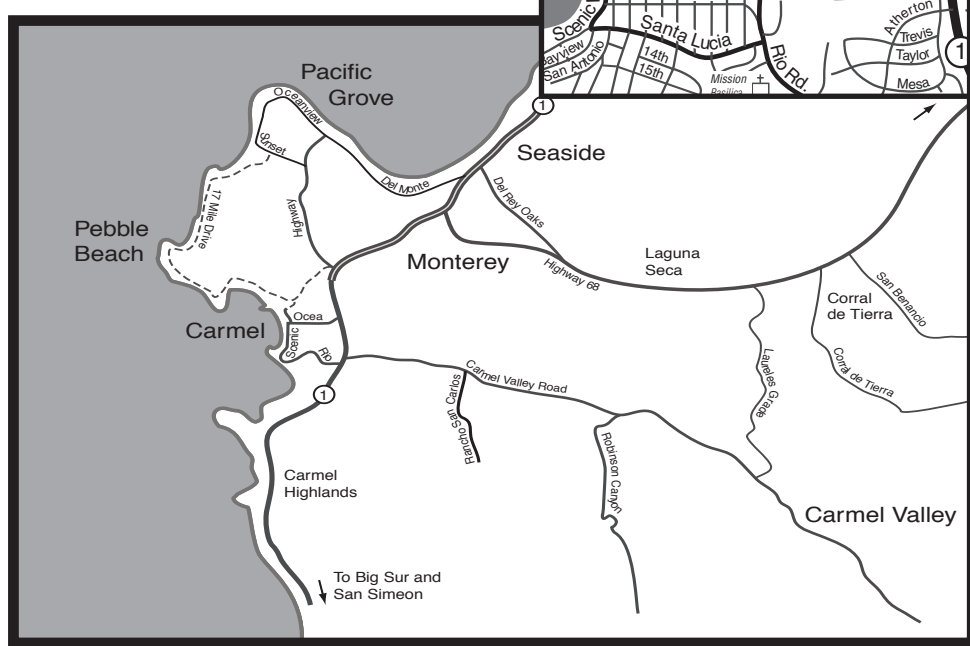 Atherton
Scenic
Santa Lucia
Trevis
1
Taylor
San Antonio
14th
15th
Rio Rd.
Mission
Mesa
Pacific
Grove
Oceanview
1
Seaside
Sunset
Del Monte
Del Rey Oaks
17 Mile Drive
Highway
Pebble
Beach
Monterey
Laguna
Seca
Highway 68
San Benancio
Corral
de Tierra
Carmel
Ocea
Scenic
Rio
Corral de Tierra
Laureles Grade
Carmel Valley Road
Rancho San Carlos
1
Robinson Canyon
Carmel
Highlands
Carmel Valley
To Big Sur and
San Simeon